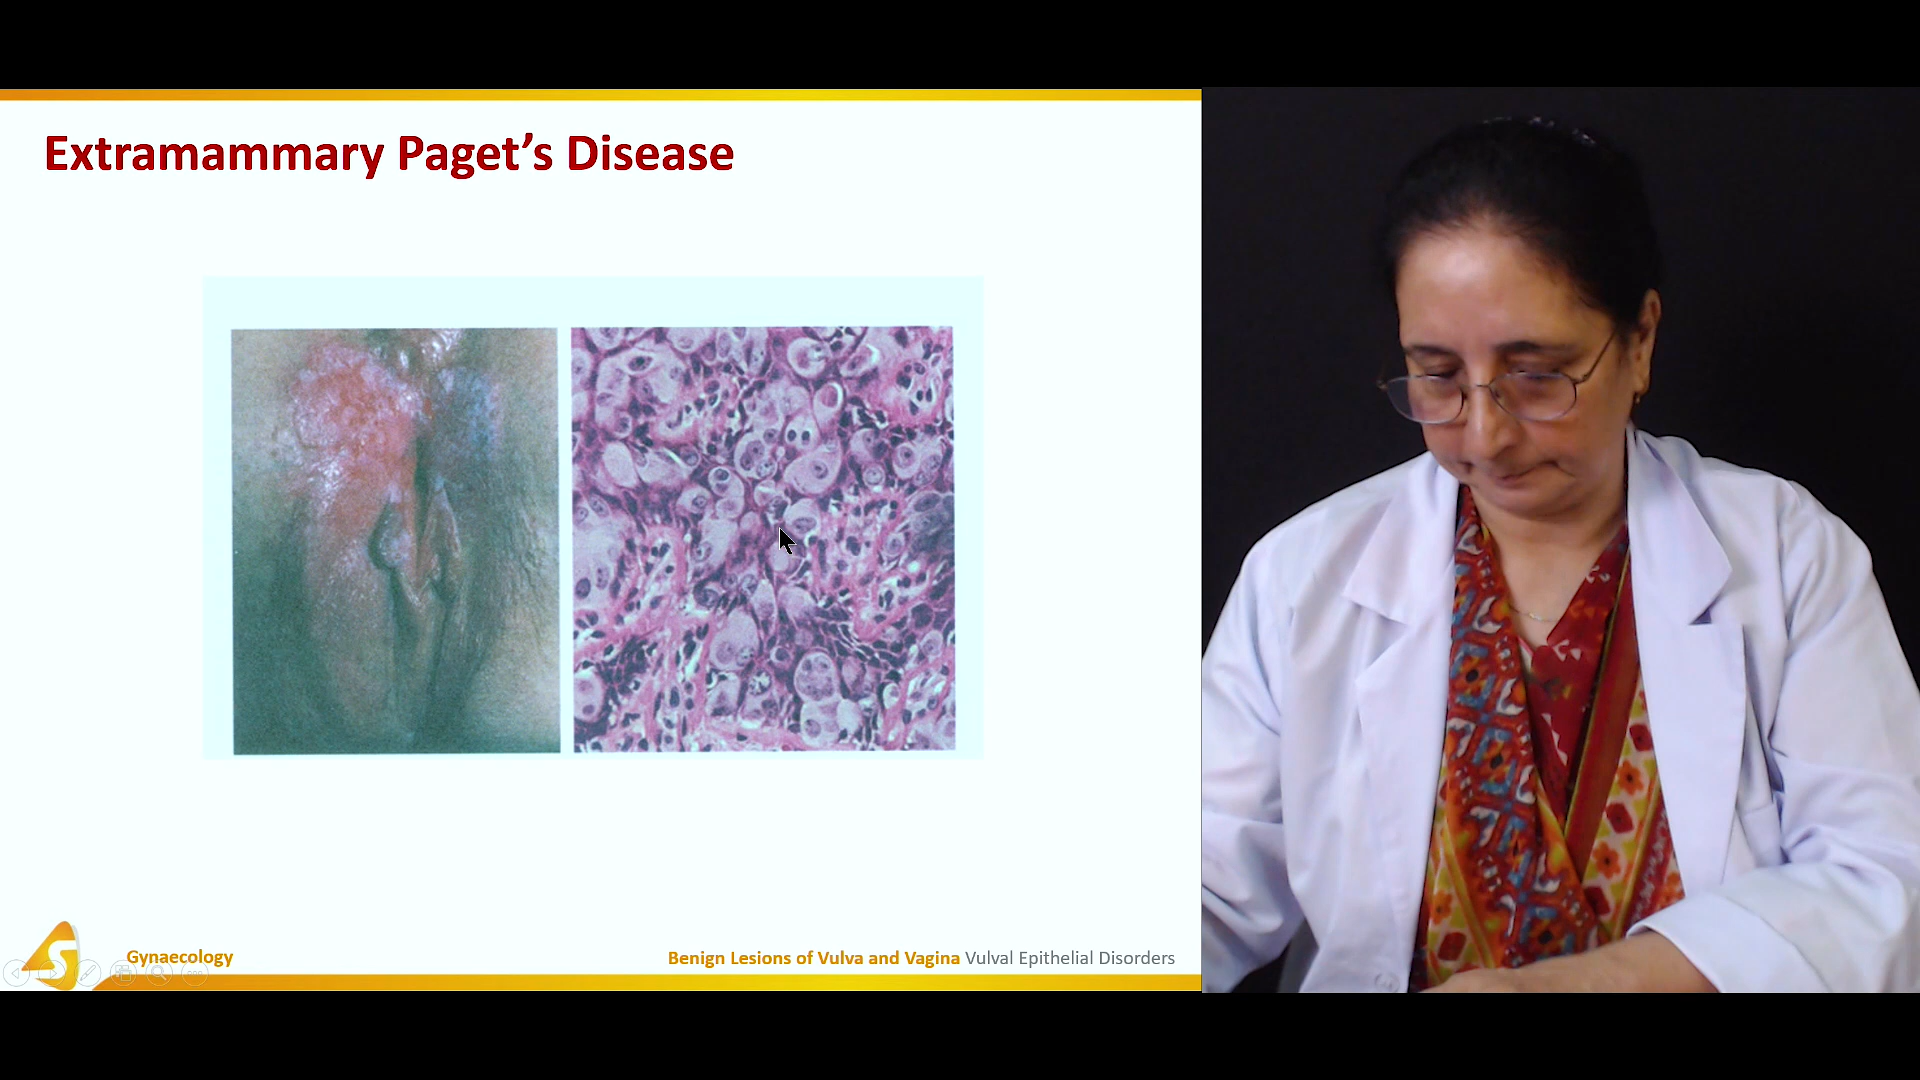 Extramammary Paget’s Disease
Gynaecology
Benign Lesions of Vulva and Vagina Vulval Epithelial Disorders